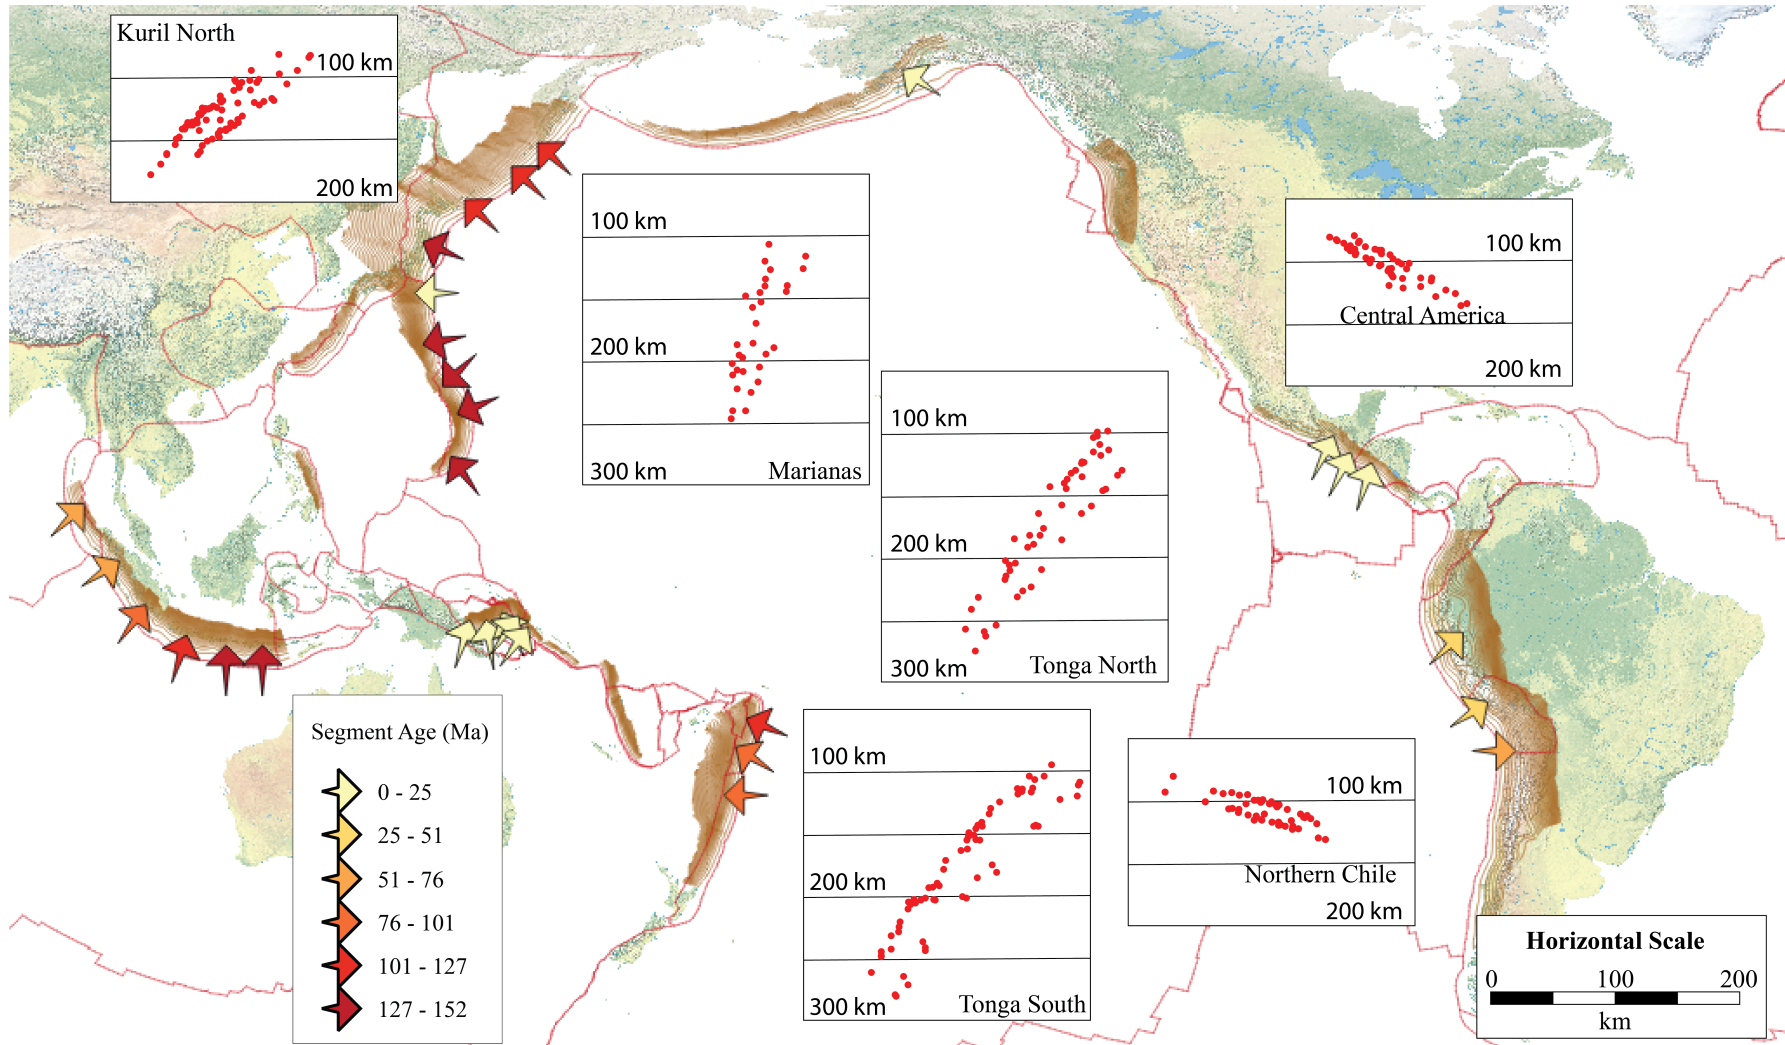 Kuril North
100 km
200 km
100 km
200 km
300 km
Marianas
100 km
Central America
200 km
100 km
200 km
300 km
Tonga North
Segment Age (Ma)
0 - 25
25 - 51
51 - 76
76 - 101
101 - 127
127 - 152
100 km
200 km
300 km
Tonga South
100 km
Northern Chile
200 km
Horizontal Scale
0 100 200
km